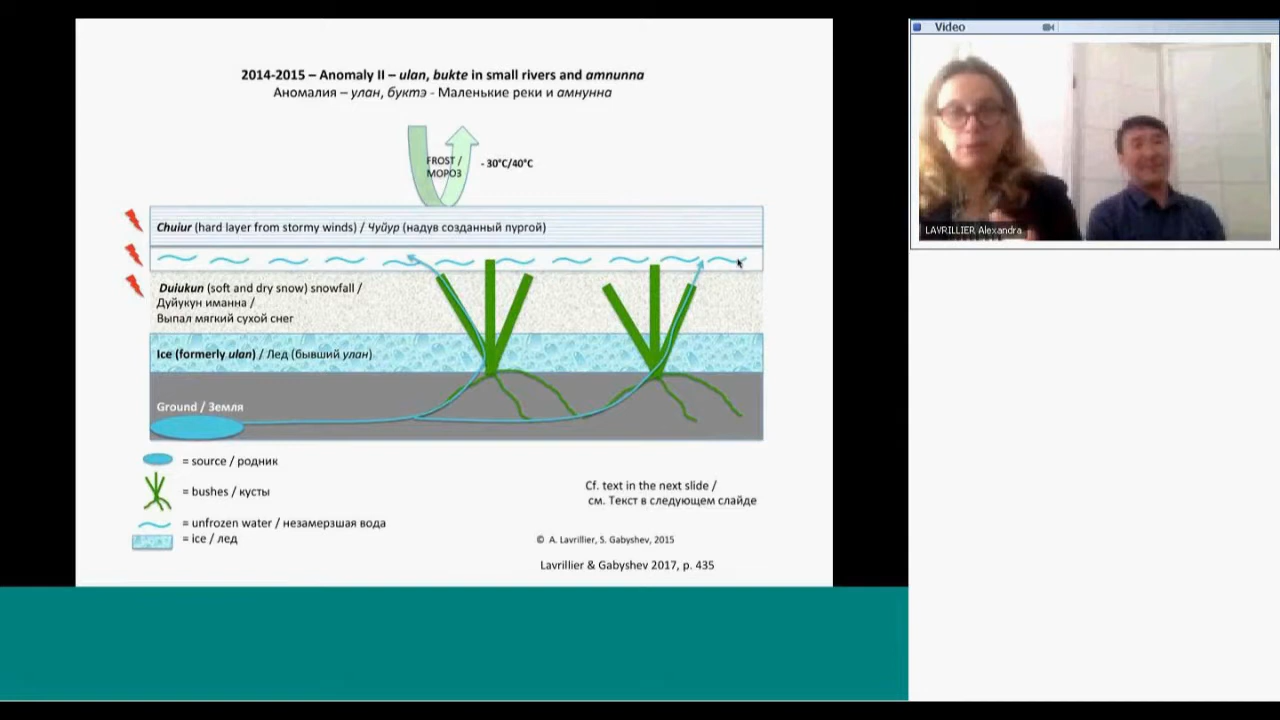 2014-2015 – Anomaly II – ulan, bukte in small rivers and amnunna
Аномалия – улан, буктэ - Маленькие реки и амнунна
FROST /
МОРОЗ
- 30°C/40°C
Chuiur (hard layer from stormy winds) / Чуйур (надув созданный пургой)
Duiukun (soft and dry snow) snowfall /
Дуйукун иманна /
Выпал мягкий сухой снег
Ice (formerly ulan) / Лед (бывший улан)
Ground / Земля
= source / родник
= bushes / кусты
= unfrozen water / незамерзшая вода
= ice / лед
Cf. text in the next slide /
см. Текст в следующем слайде
© A. Lavrillier, S. Gabyshev, 2015
Lavrillier & Gabyshev 2017, p. 435
Video
LAVRILLIER Alexandra